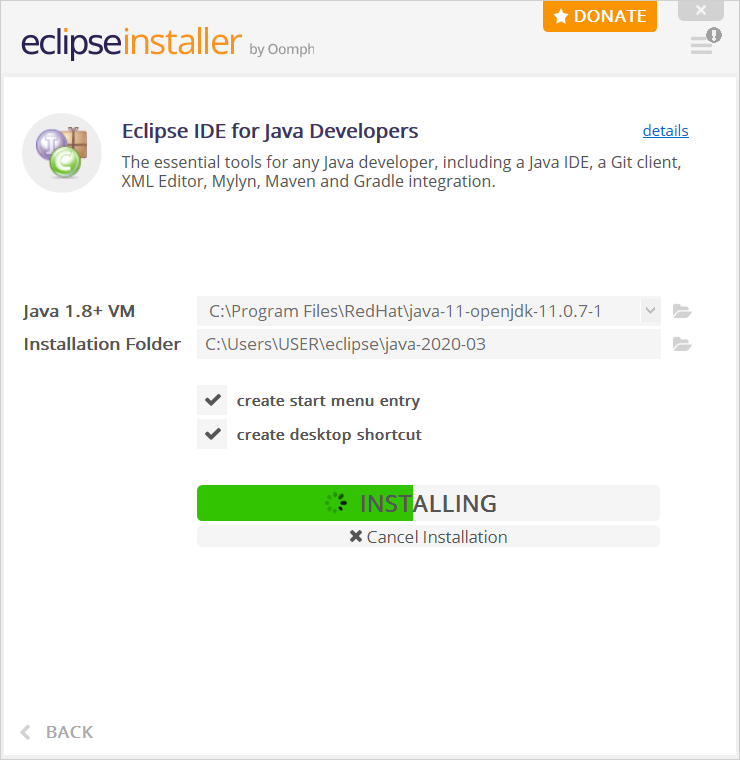 DONATE
eclipseinstaller by Oomph
Eclipse IDE for Java Developers
details
The essential tools for any Java developer, including a Java IDE, a Git client,
XML Editor, Mylyn, Maven and Gradle integration.
Java 1.8+ VM
C:\Program Files\RedHat\java-11-openjdk-11.0.7-1
Installation Folder
C:\Users\USER\eclipse\java-2020-03
create start menu entry
create desktop shortcut
INSTALLING
Cancel Installation
BACK